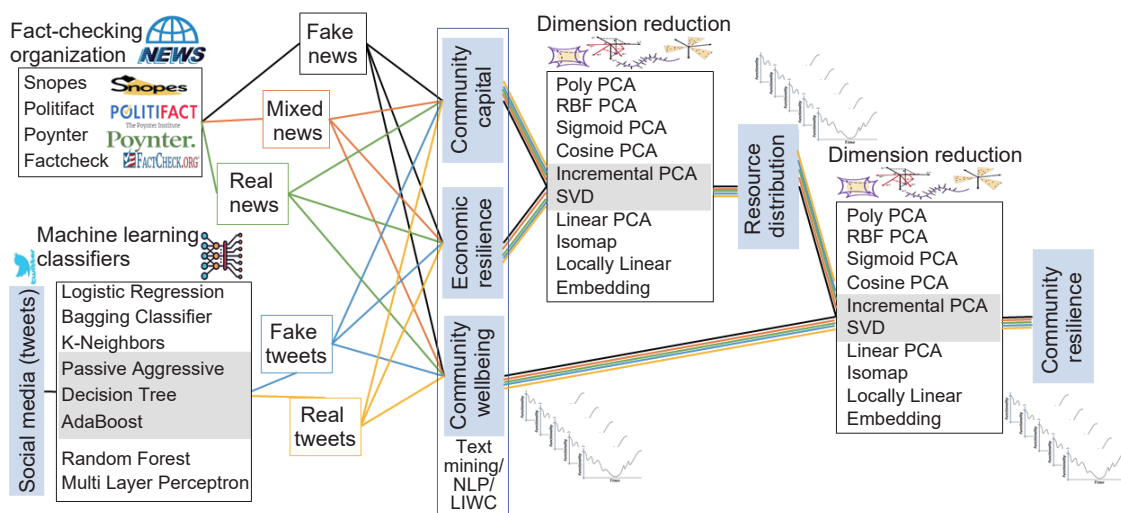 Fact-checking
organization
NEWS
Snopes
Snopes
Politifact
POLITIFACT
The Poynter Institute
Poynter
Poynter.
Factcheck
FACTCHECK.ORG
Fake
news
Mixed
news
Real
news
Machine learning
classifiers
Social media (tweets)
Logistic Regression
Bagging Classifier
K-Neighbors
Passive Aggressive
Decision Tree
AdaBoost
Random Forest
Multi Layer Perceptron
Fake
tweets
Real
tweets
Community
capital
Economic
resilience
Community
wellbeing
Text
mining/
NLP/
LIWC
Dimension reduction
Poly PCA
RBF PCA
Sigmoid PCA
Cosine PCA
Incremental PCA
SVD
Linear PCA
Isomap
Locally Linear
Embedding
Resource
distribution
Time
Dimension reduction
Poly PCA
RBF PCA
Sigmoid PCA
Cosine PCA
Incremental PCA
SVD
Linear PCA
Isomap
Locally Linear
Embedding
Community
resilience
Time
Time